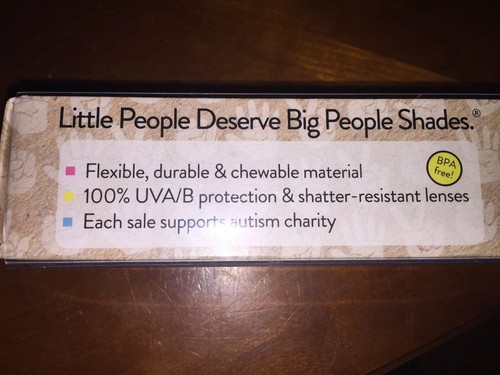 Little People Deserve Big People Shades.®
Flexible, durable & chewable material
BPA
free!
100% UVA/B protection & shatter-resistant lenses
Each sale supports autism charity